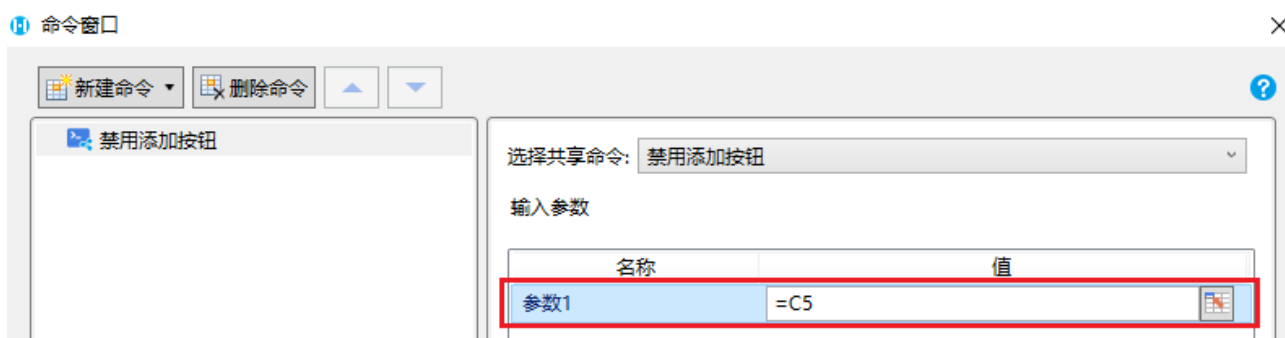 命令窗口
新建命令 删除命令
禁用添加按钮
选择共享命令: 禁用添加按钮
输入参数
名称 值
参数1 =C5